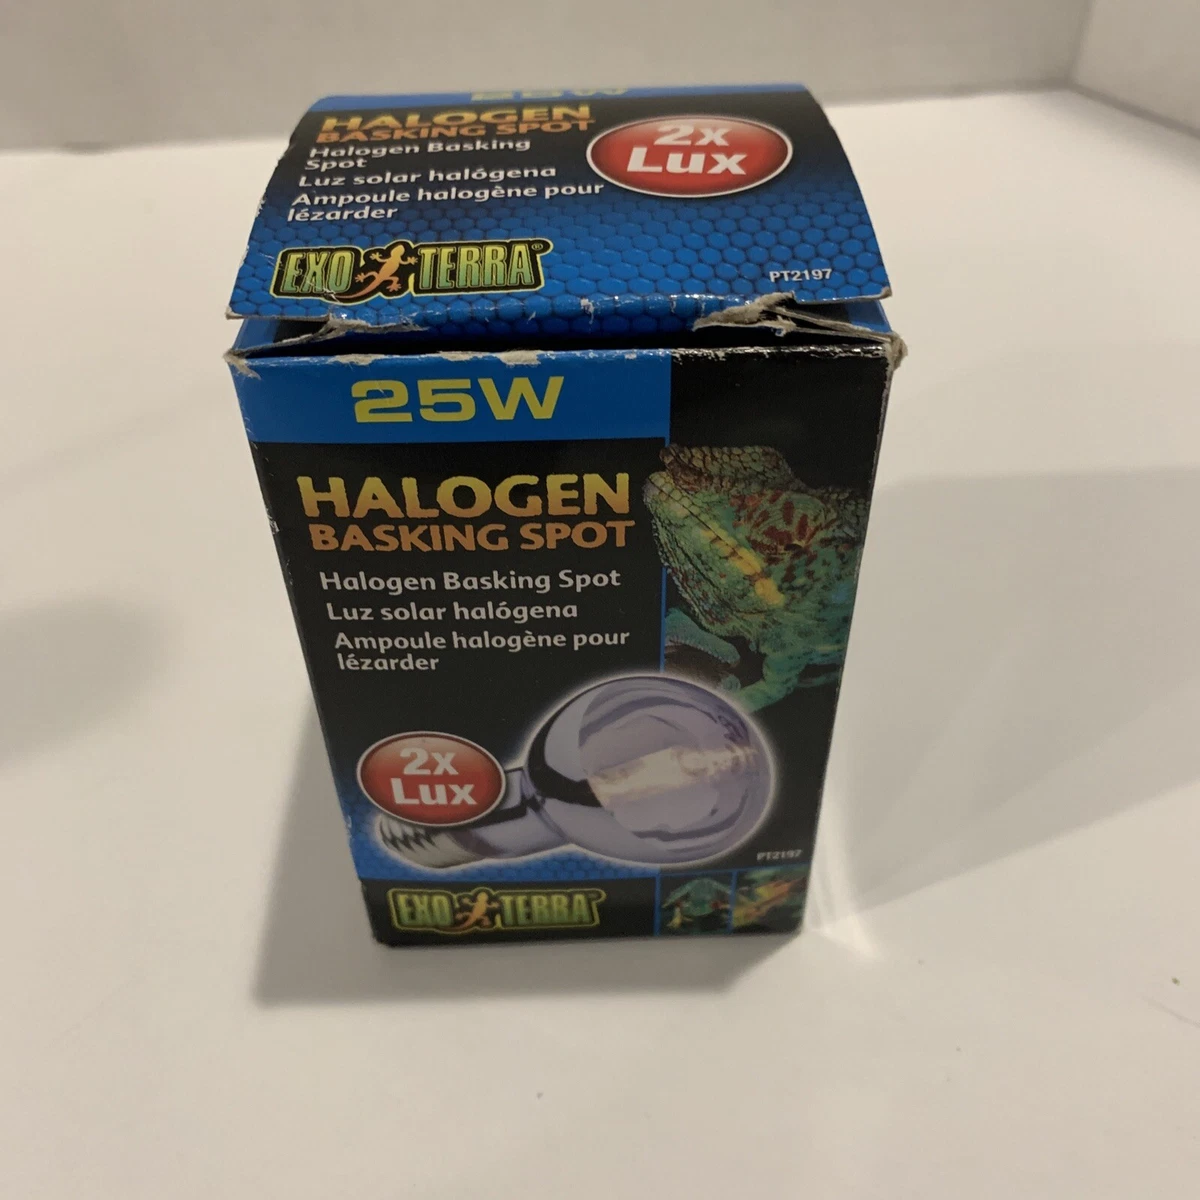 25W
HALOGEN
BASKING SPOT
Halogen Basking
Spot
Luz solar halógena
Ampoule halogène pour
lézarder
2x
Lux
EXO TERRA®
PT2197
25W
HALOGEN
BASKING SPOT
Halogen Basking Spot
Luz solar halógena
Ampoule halogène pour
lézarder
2x
Lux
PT2197
EXO TERRA